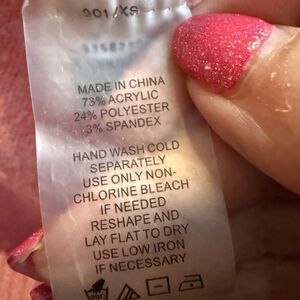 901/XS
MADE IN CHINA
73% ACRYLIC
24% POLYESTER
3% SPANDEX
HAND WASH COLD
SEPARATELY
USE ONLY NON-
CHLORINE BLEACH
IF NEEDED
RESHAPE AND
LAY FLAT TO DRY
USE LOW IRON
IF NECESSARY